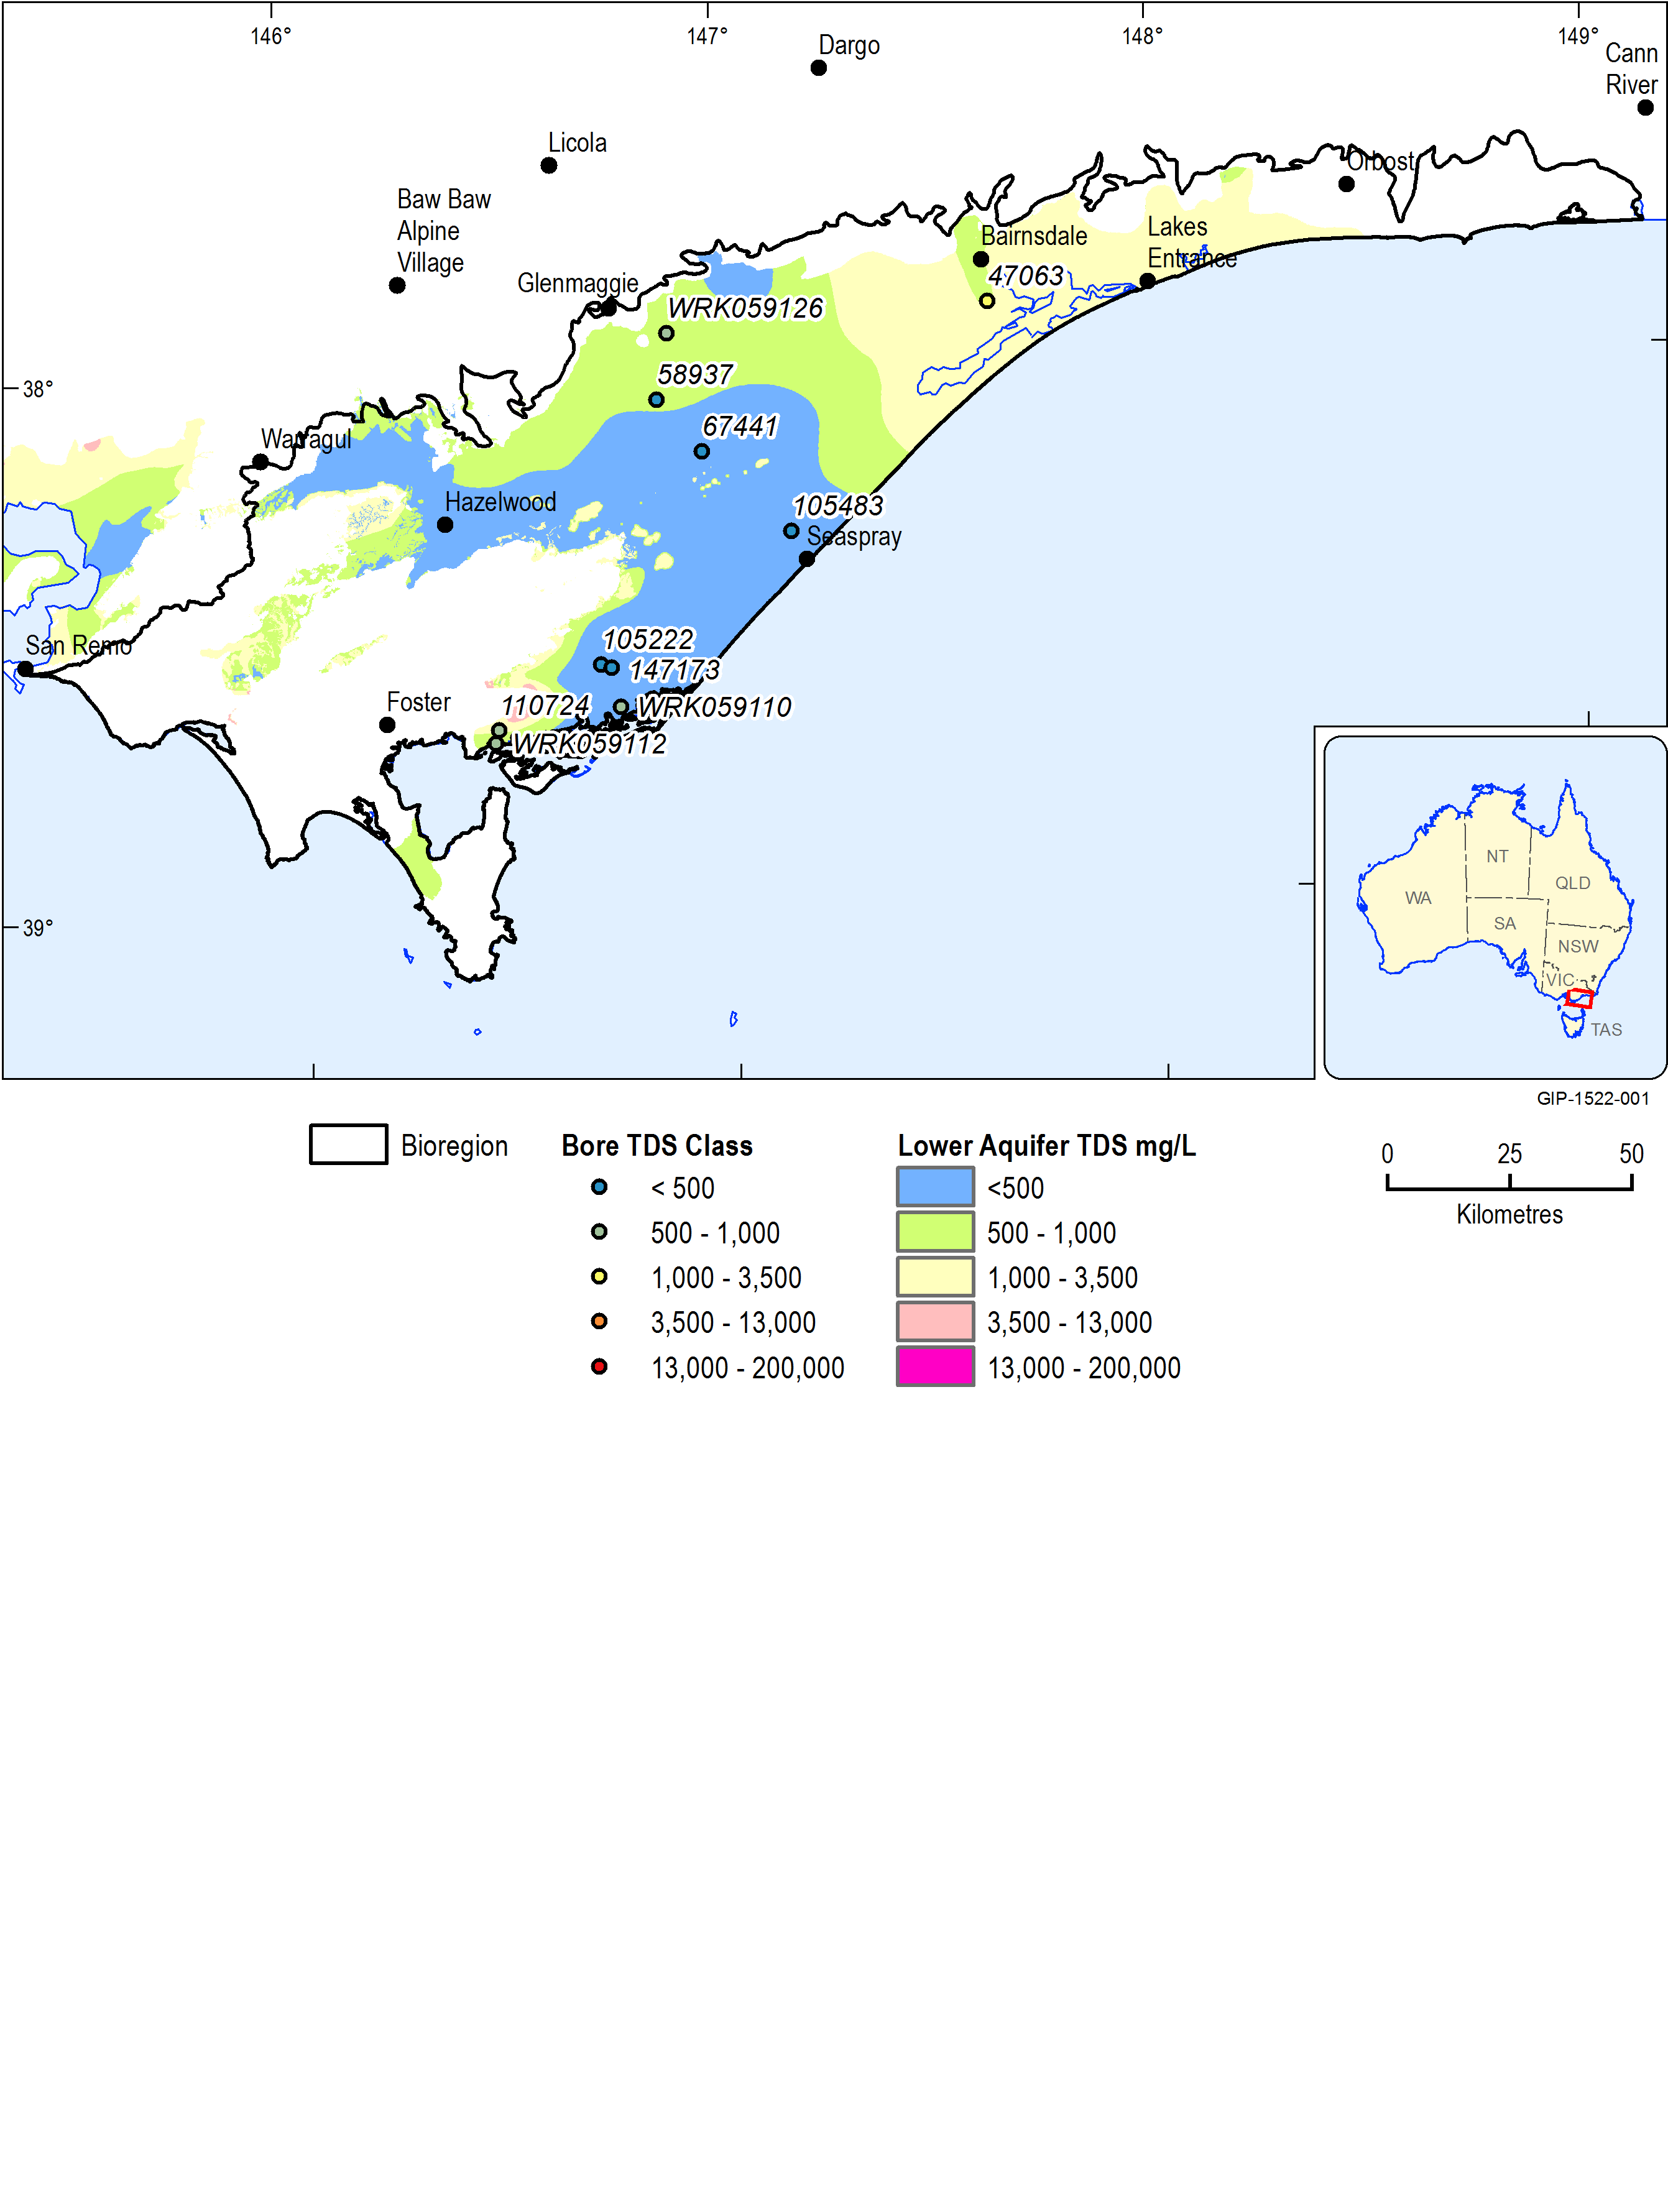 146°
147°
148°
149°
Dargo
Cann
River
Licola
Orbost
Baw Baw
Alpine
Village
Lakes
Entrance
Bairnsdale
47063
Glenmaggie
WRK059126
58937
38°
67441
Warragul
Hazelwood
105483
Seaspray
San Remo
105222
147173
Foster
110724
WRK059110
WRK059112
39°
NT
WA
QLD
SA
NSW
VIC
TAS
GIP-1522-001
Bioregion
Bore TDS Class
< 500
500 - 1,000
1,000 - 3,500
3,500 - 13,000
13,000 - 200,000
Lower Aquifer TDS mg/L
<500
500 - 1,000
1,000 - 3,500
3,500 - 13,000
13,000 - 200,000
0 25 50
Kilometres